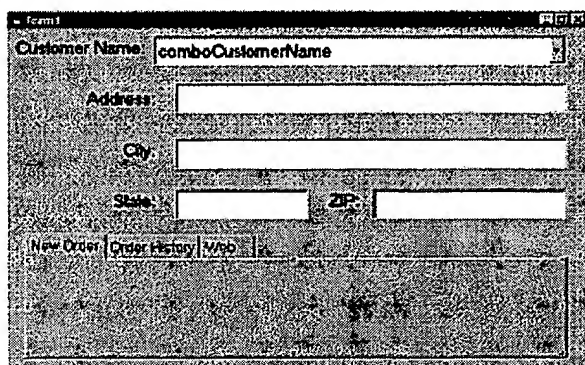 Form1
Customer Name: comboCustomerName
Address:
City:
State: ZIP:
New Order Order History Web